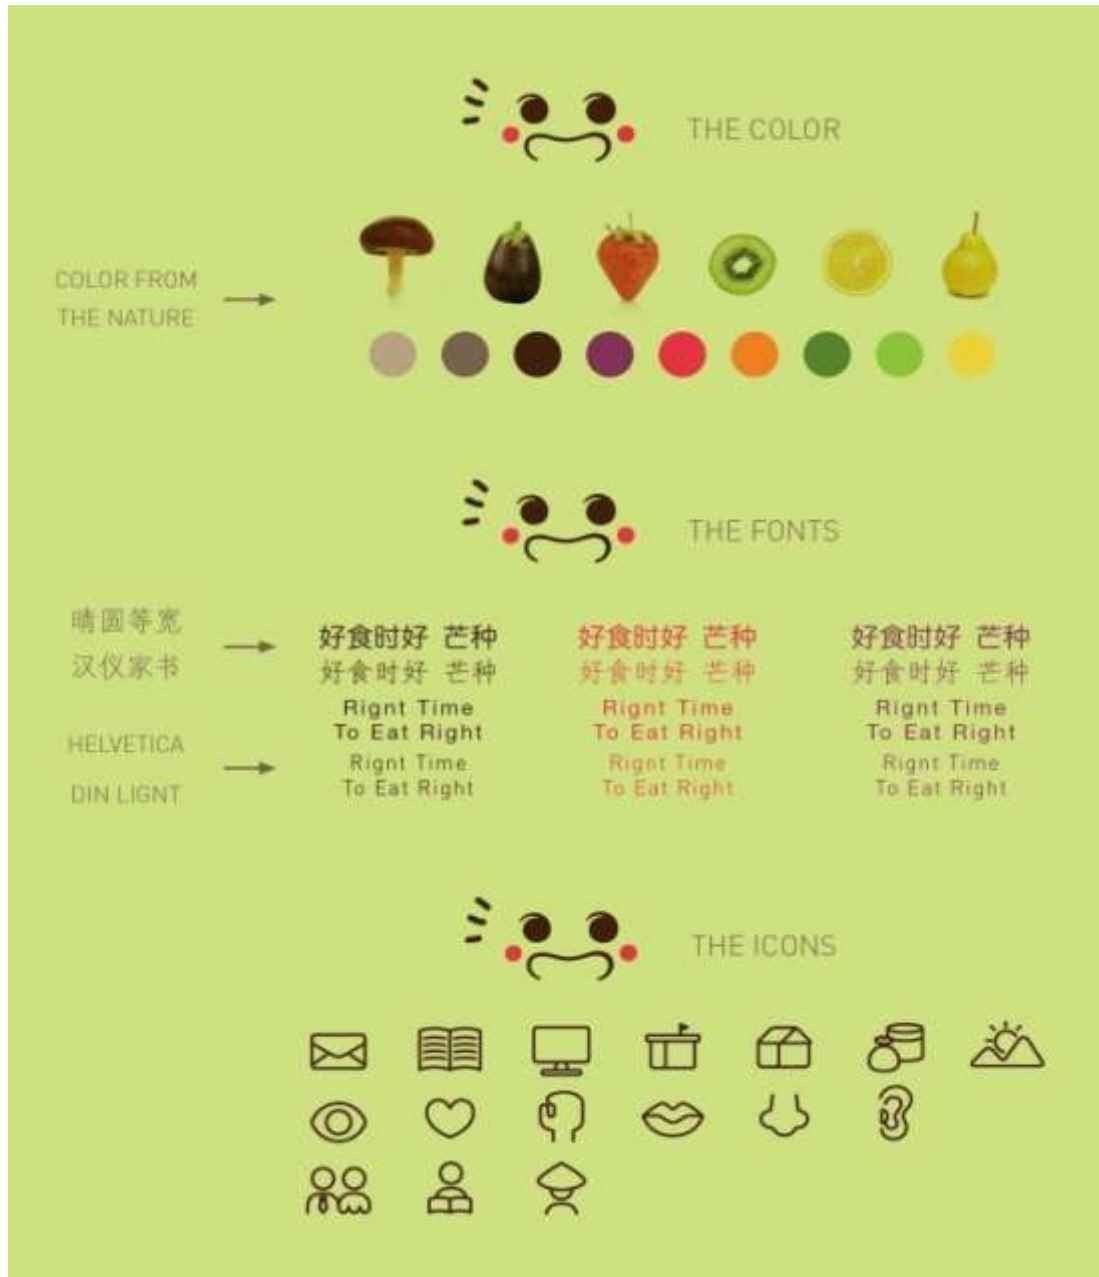 THE COLOR
COLOR FROM
THE NATURE
THE FONTS
晴圆等宽
汉仪家书
好食时好 芒种
好食时好 芒种
Rignt Time
To Eat Right
Rignt Time
To Eat Right
好食时好 芒种
好食时好 芒种
Rignt Time
To Eat Right
Rignt Time
To Eat Right
好食时好 芒种
好食时好 芒种
Rignt Time
To Eat Right
Rignt Time
To Eat Right
HELVETICA
DIN LIGNT
THE ICONS